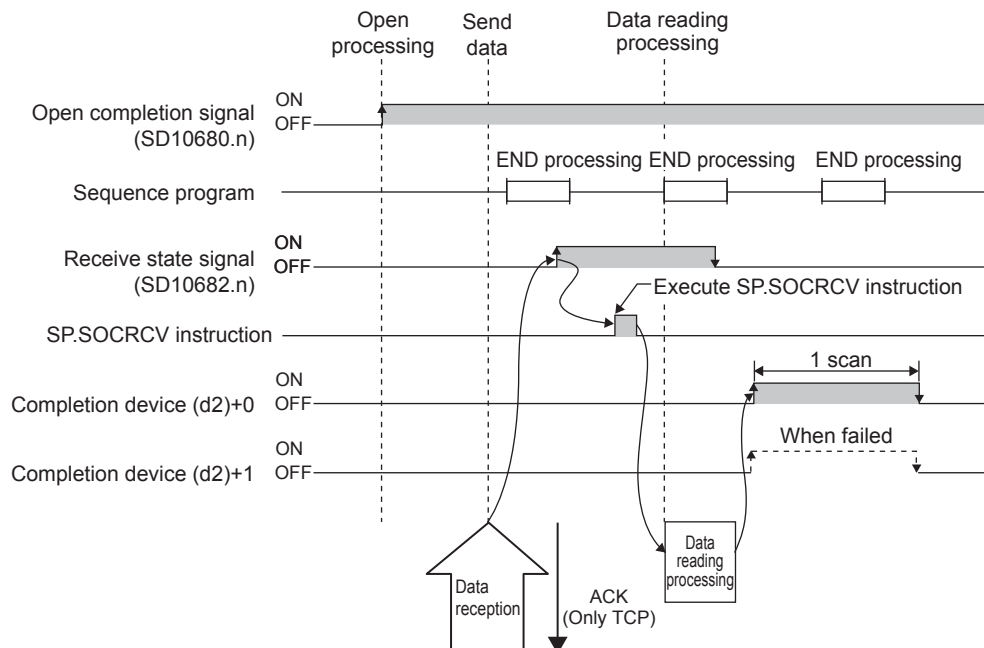 Open
processing
Send
data
Data reading
processing
Open completion signal
(SD10680.n)
ON
OFF
END processing
END processing
END processing
Sequence program
Receive state signal
(SD10682.n)
ON
OFF
Execute SP.SOCRCV instruction
SP.SOCRCV instruction
1 scan
Completion device (d2)+0
ON
OFF
When failed
Completion device (d2)+1
ON
OFF
Data
reception
ACK
(Only TCP)
Data
reading
processing